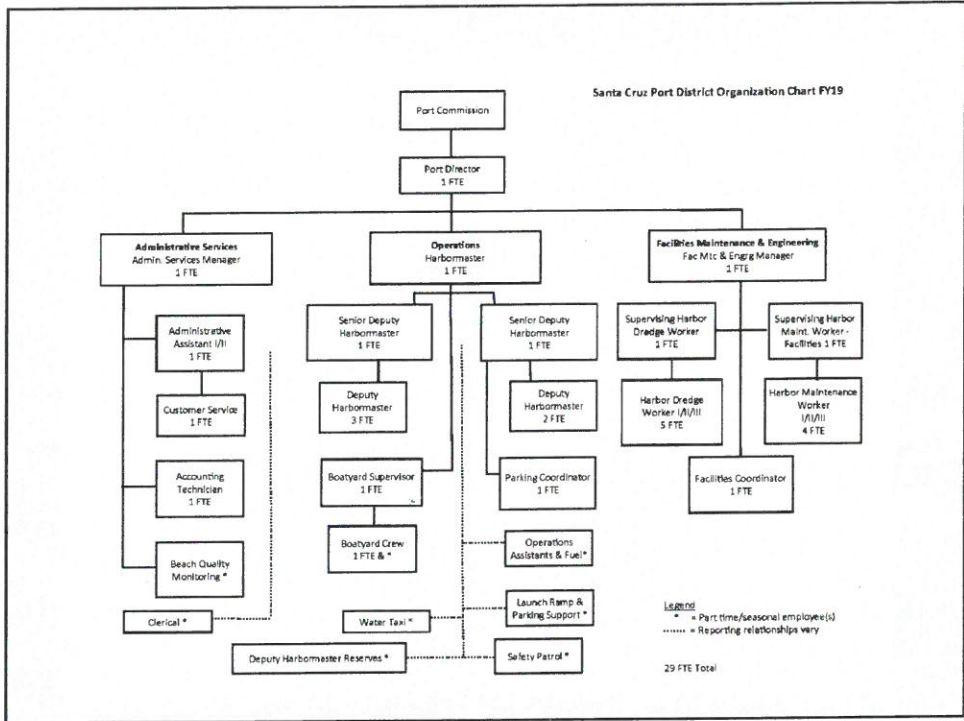 Santa Cruz Port District Organization Chart FY19
Port Commission
Port Director
1 FTE
Administrative Services
Admin. Services Manager
1 FTE
Operations
Harbormaster
1 FTE
Facilities Maintenance & Engineering
Fac Mtc & Engrg Manager
1 FTE
Administrative
Assistant I/II
1 FTE
Customer Service
1 FTE
Accounting
Technician
1 FTE
Beach Quality
Monitoring *
Clerical *
Senior Deputy
Harbormaster
1 FTE
Deputy
Harbormaster
3 FTE
Boatyard Supervisor
1 FTE
Boatyard Crew
1 FTE & *
Water Taxi *
Deputy Harbormaster Reserves *
Senior Deputy
Harbormaster
1 FTE
Deputy
Harbormaster
2 FTE
Parking Coordinator
1 FTE
Operations
Assistants & Fuel*
Launch Ramp &
Parking Support *
Safety Patrol *
Supervising Harbor
Dredge Worker
1 FTE
Harbor Dredge
Worker I/II/III
5 FTE
Supervising Harbor
Maint. Worker -
Facilities 1 FTE
Harbor Maintenance
Worker
I/II/III
4 FTE
Facilities Coordinator
1 FTE
Legend
* = Part time/seasonal employee(s)
........ = Reporting relationships vary
29 FTE Total